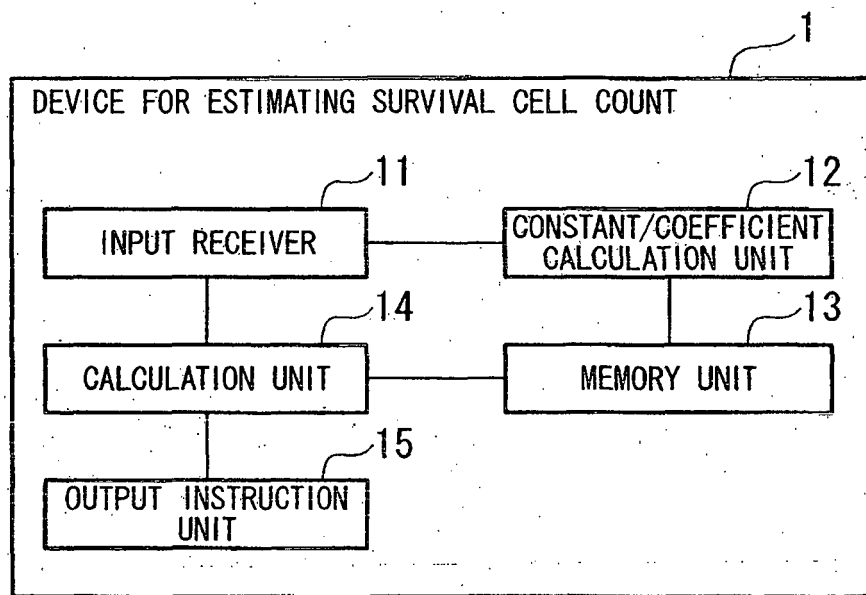 1
DEVICE FOR ESTIMATING SURVIVAL CELL COUNT
11
12
INPUT RECEIVER
CONSTANT/COEFFICIENT
CALCULATION UNIT
14
13
CALCULATION UNIT
MEMORY UNIT
15
OUTPUT INSTRUCTION
UNIT